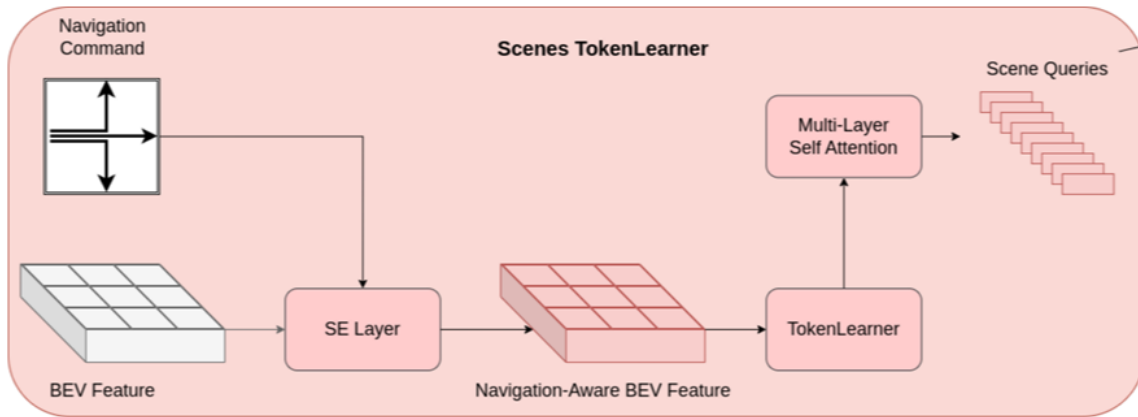 Navigation
Command
Scenes TokenLearner
Scene Queries
Multi-Layer
Self Attention
SE Layer
TokenLearner
BEV Feature
Navigation-Aware BEV Feature